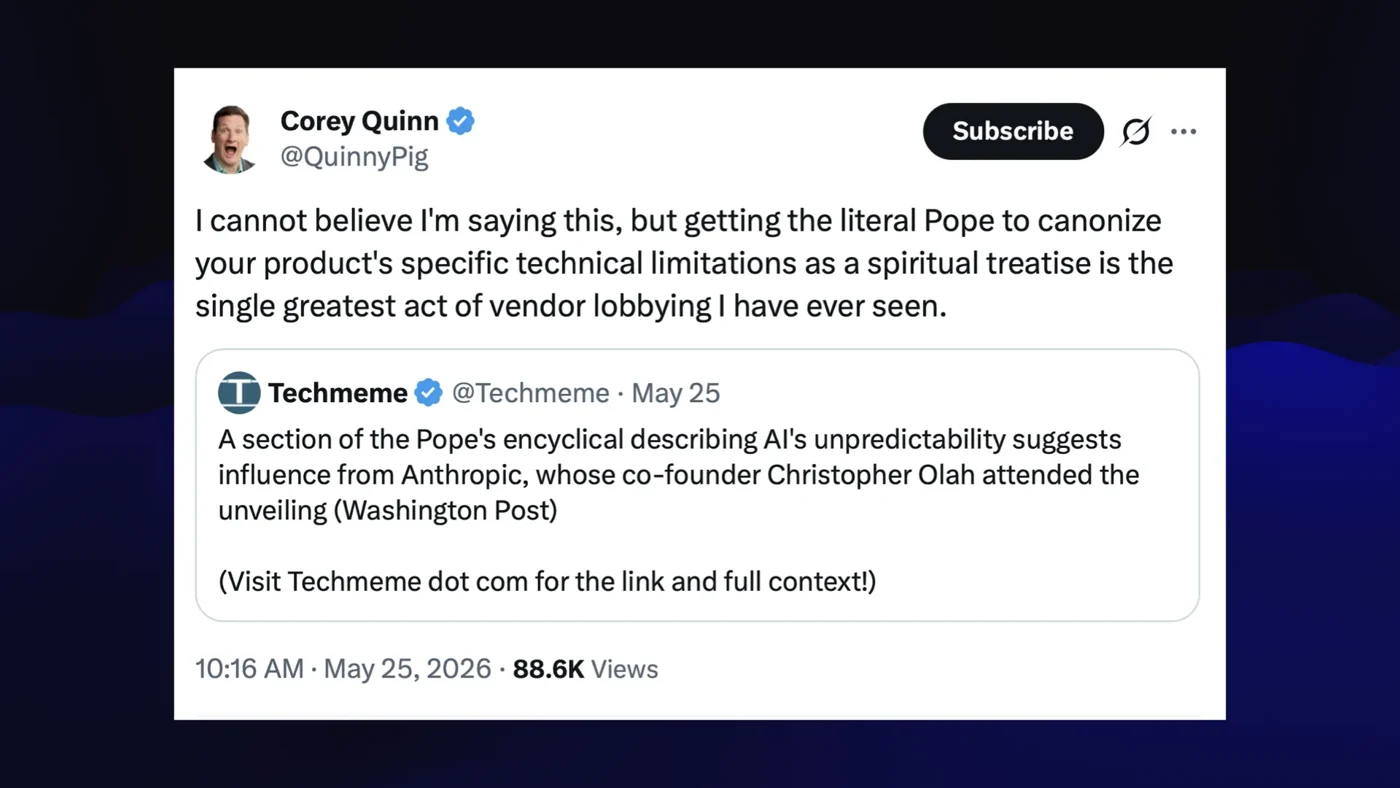 Corey Quinn
@QuinnyPig
Subscribe
I cannot believe I'm saying this, but getting the literal Pope to canonize
your product's specific technical limitations as a spiritual treatise is the
single greatest act of vendor lobbying I have ever seen.
T
Techmeme @Techmeme · May 25
A section of the Pope's encyclical describing AI's unpredictability suggests
influence from Anthropic, whose co-founder Christopher Olah attended the
unveiling (Washington Post)
(Visit Techmeme dot com for the link and full context!)
10:16 AM · May 25, 2026 · 88.6K Views